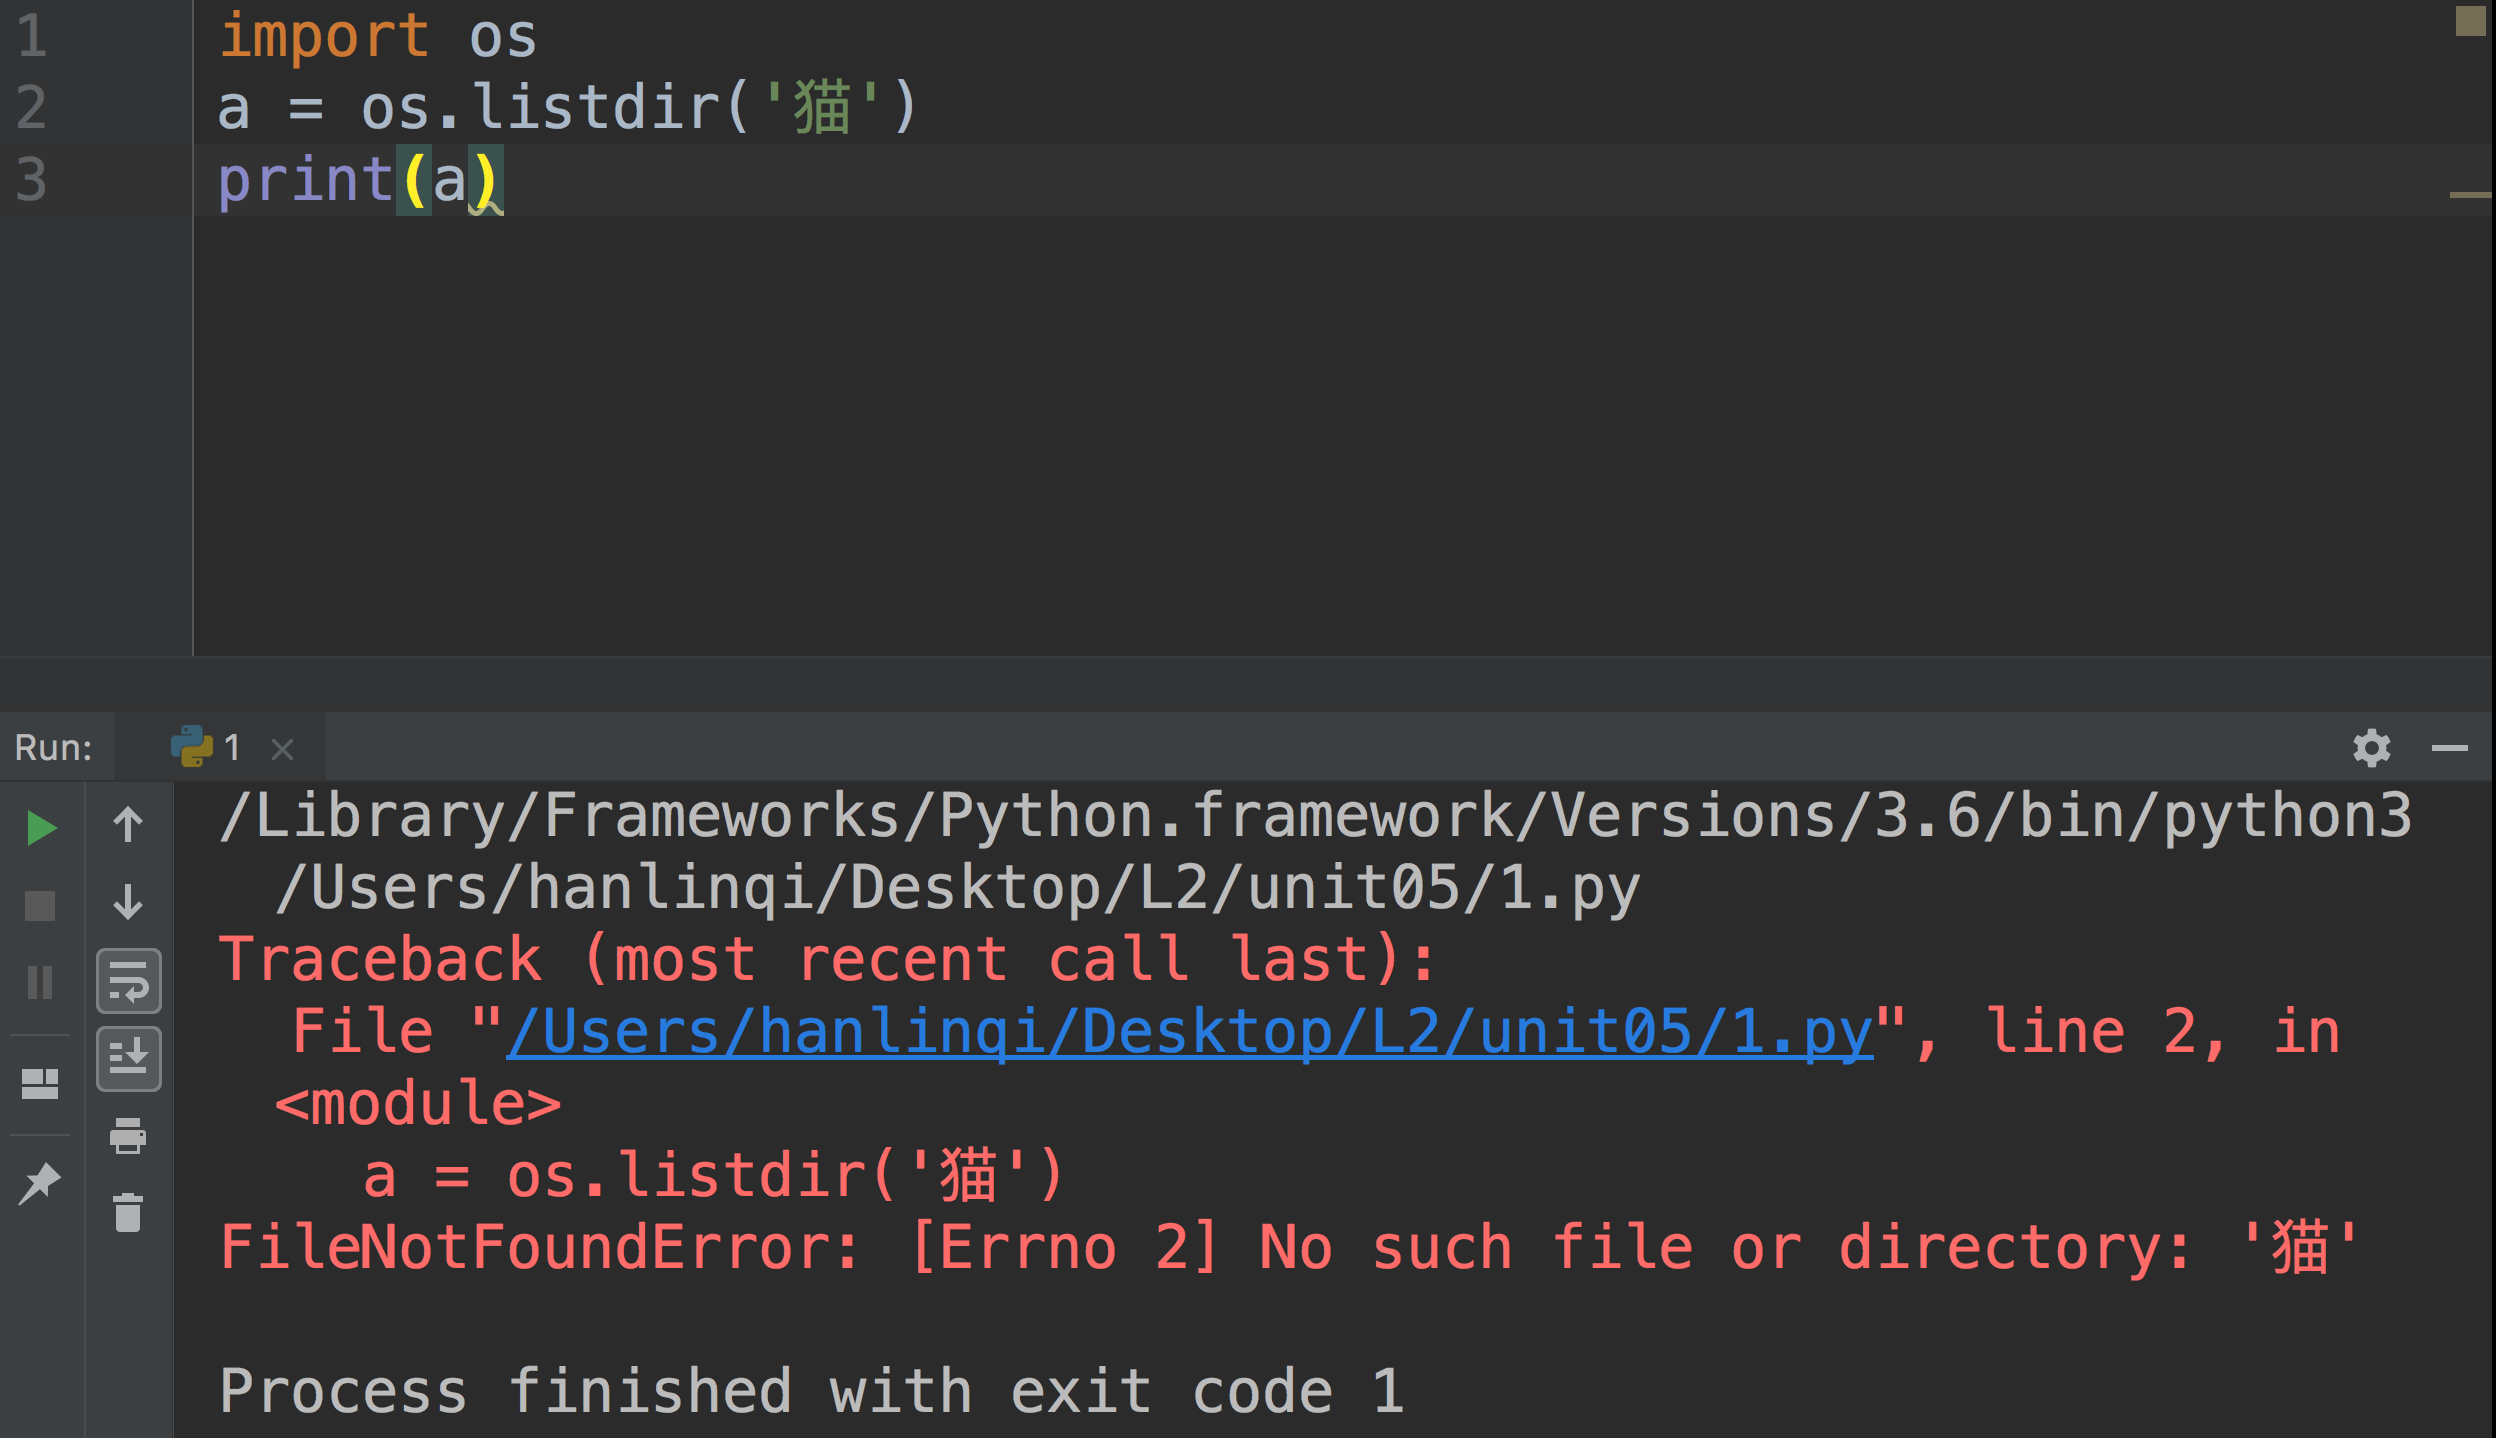 1 import os
2 a = os.listdir('猫')
3 print(a)
Run: 1
/Library/Frameworks/Python.framework/Versions/3.6/bin/python3
/Users/hanlinqi/Desktop/L2/unit05/1.py
Traceback (most recent call last):
File "/Users/hanlinqi/Desktop/L2/unit05/1.py", line 2, in
<module>
a = os.listdir('猫')
FileNotFoundError: [Errno 2] No such file or directory: '猫'
Process finished with exit code 1